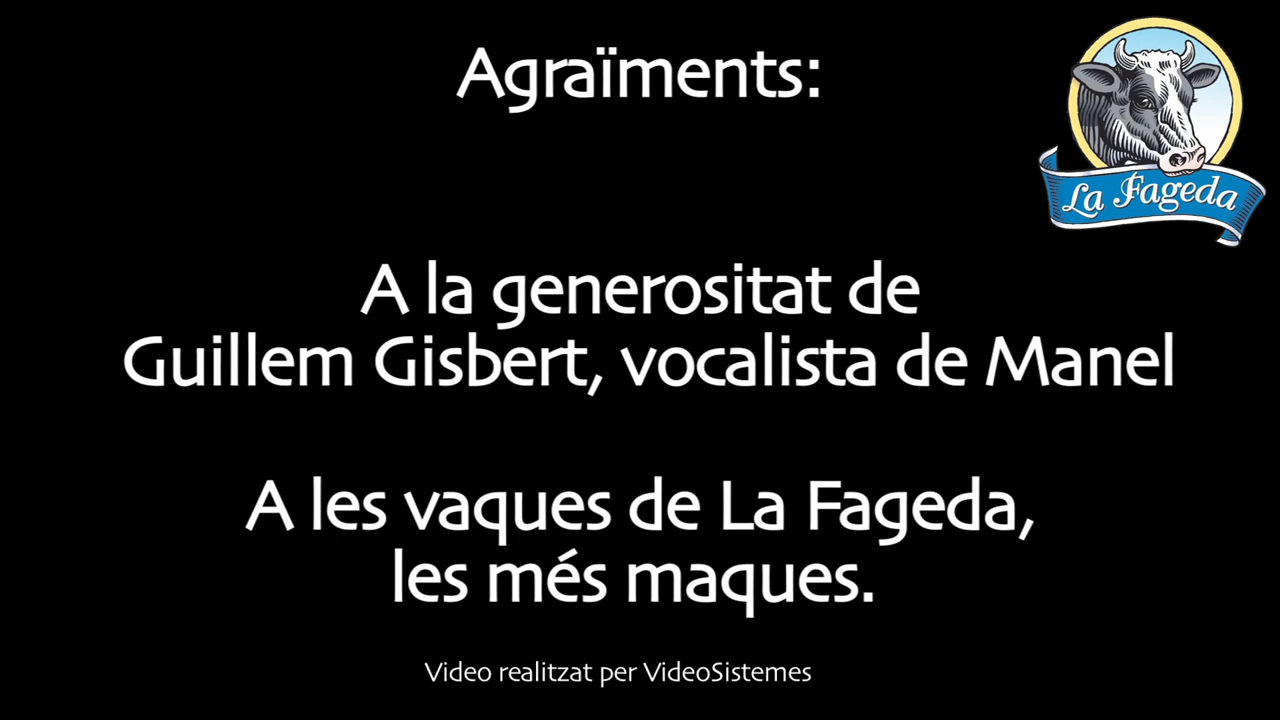 Agraïments:
La Fageda
A la generositat de
Guillem Gisbert, vocalista de Manel
A les vaques de La Fageda,
les més maques.
Video realitzat per VideoSistemes